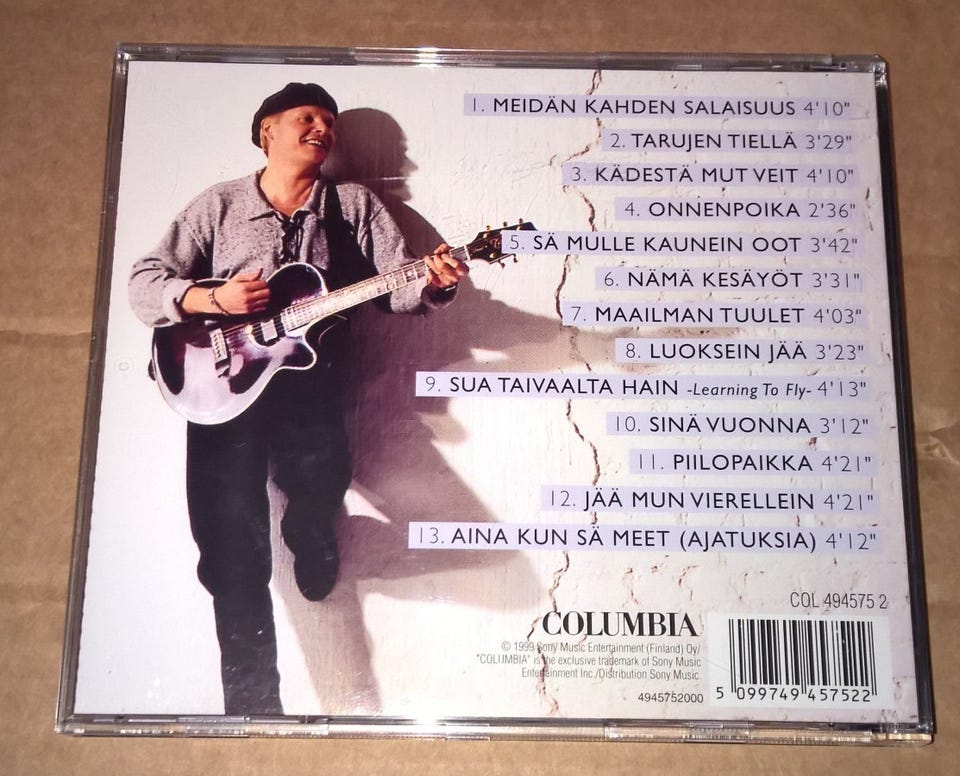 1. MEIDÄN KAHDEN SALAISUUS 4'10"
2. TARUJEN TIELLÄ 3'29"
3. KÄDESTÄ MUT VEIT 4'10"
4. ONNENPOIKA 2'36"
5. SÄ MULLE KAUNEIN OOT 3'42"
6. NÄMÄ KESÄYÖT 3'31"
7. MAAILMAN TUULET 4'03"
8. LUOKSEIN JÄÄ 3'23"
9. SUA TAIVAALTA HAIN -Learning To Fly- 4'13"
10. SINÄ VUONNA 3'12"
11. PIILOPAIKKA 4'21"
12. JÄÄ MUN VIERELLEIN 4'21"
13. AINA KUN SÄ MEET (AJATUKSIA) 4'12"
COL 494575 2
COLUMBIA
© 1999 Sony Music Entertainment (Finland) Oy/
"COLUMBIA" is the exclusive trademark of Sony Music
Entertainment Inc./Distribution Sony Music
4945752000
5 099749 457522